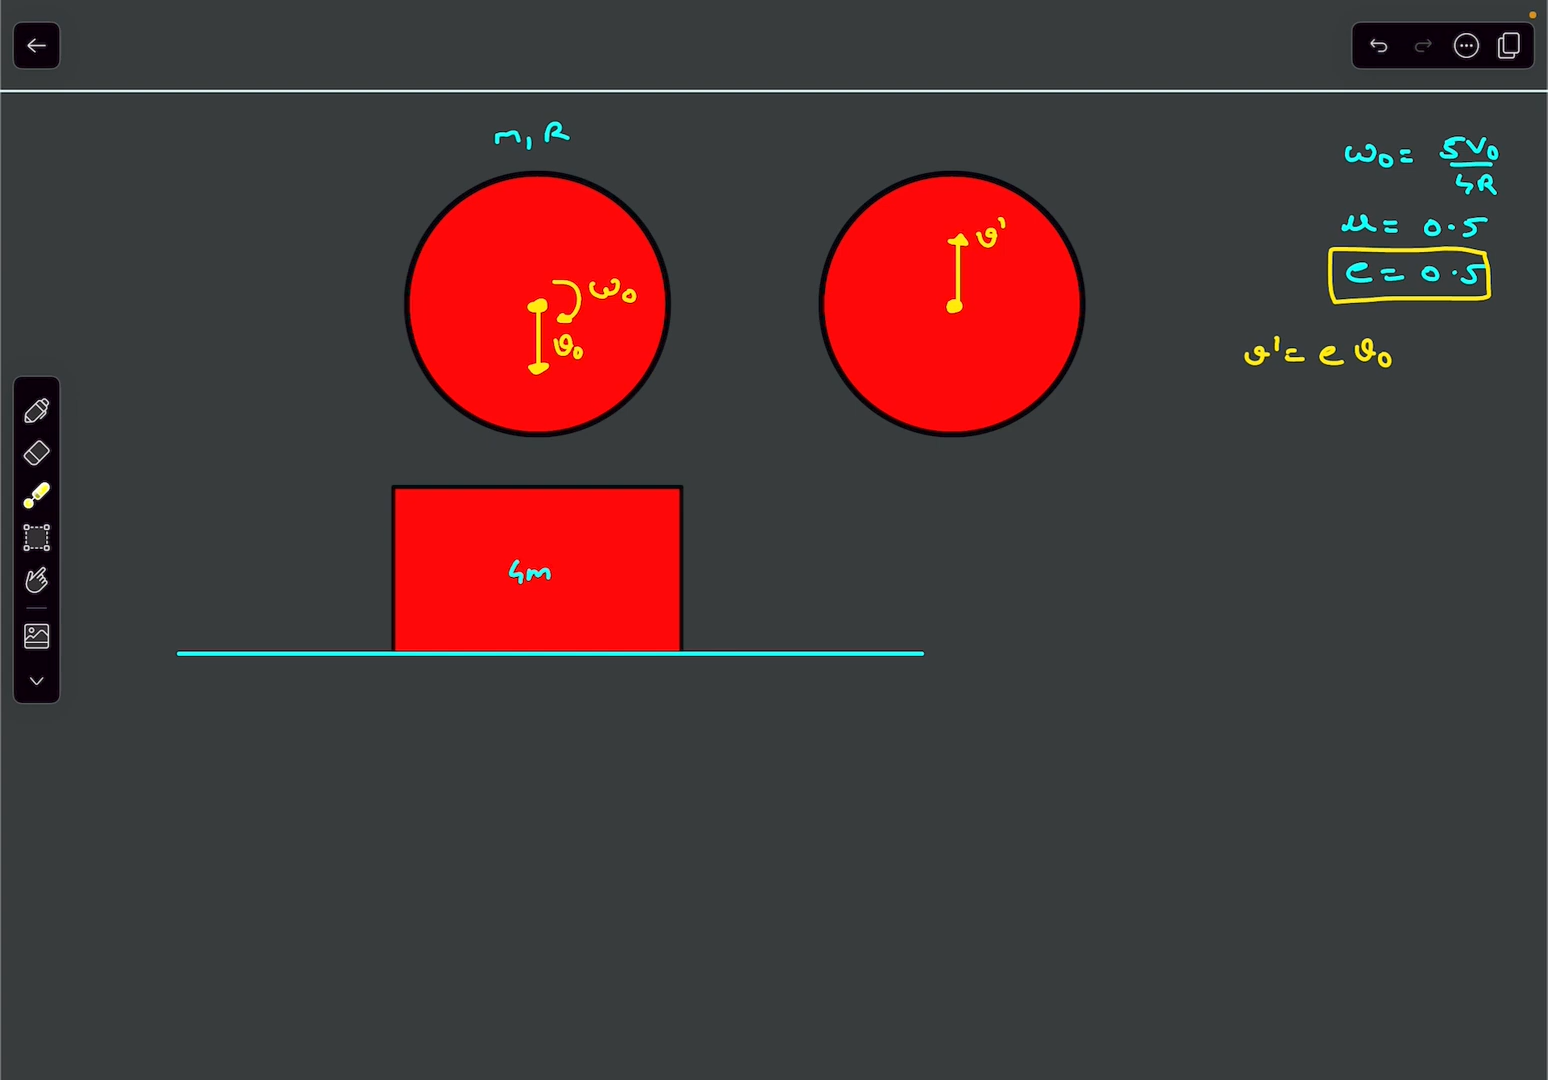 m, R
ω₀ = 5V₀/4R
μ = 0.5
e = 0.5
v'
ω₀
v₀
v' = e v₀
4m